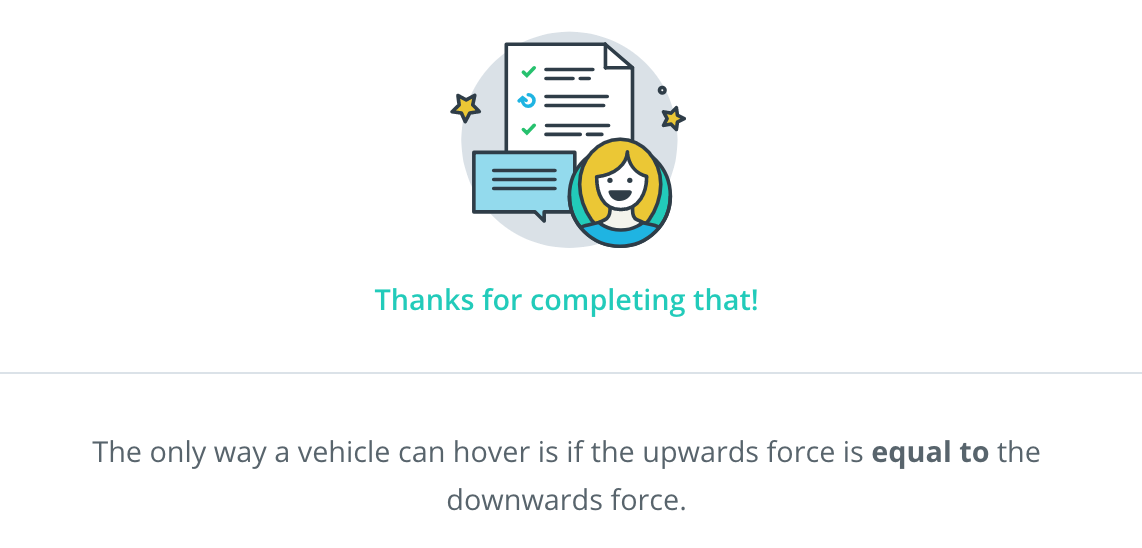 Thanks for completing that!
The only way a vehicle can hover is if the upwards force is equal to the
downwards force.